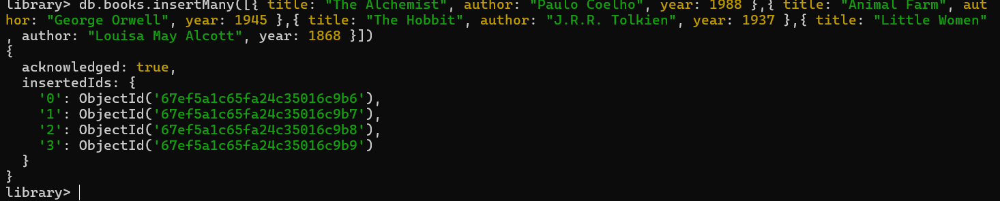 library> db.books.insertMany([{ title: "The Alchemist", author: "Paulo Coelho", year: 1988 },{ title: "Animal Farm", aut
hor: "George Orwell", year: 1945 },{ title: "The Hobbit", author: "J.R.R. Tolkien", year: 1937 },{ title: "Little Women"
, author: "Louisa May Alcott", year: 1868 }])
{
  acknowledged: true,
  insertedIds: {
    '0': ObjectId('67ef5a1c65fa24c35016c9b6'),
    '1': ObjectId('67ef5a1c65fa24c35016c9b7'),
    '2': ObjectId('67ef5a1c65fa24c35016c9b8'),
    '3': ObjectId('67ef5a1c65fa24c35016c9b9')
  }
}
library>